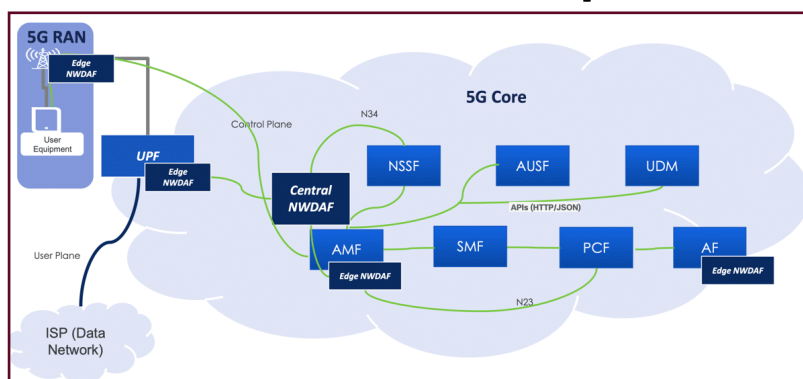 5G RAN
Edge
NWDAF
User
Equipment
UPF
Edge
NWDAF
User Plane
ISP (Data
Network)
Control Plane
5G Core
N34
Central
NWDAF
NSSF
AUSF
UDM
APIs (HTTP/JSON)
AMF
Edge NWDAF
SMF
PCF
AF
Edge NWDAF
N23